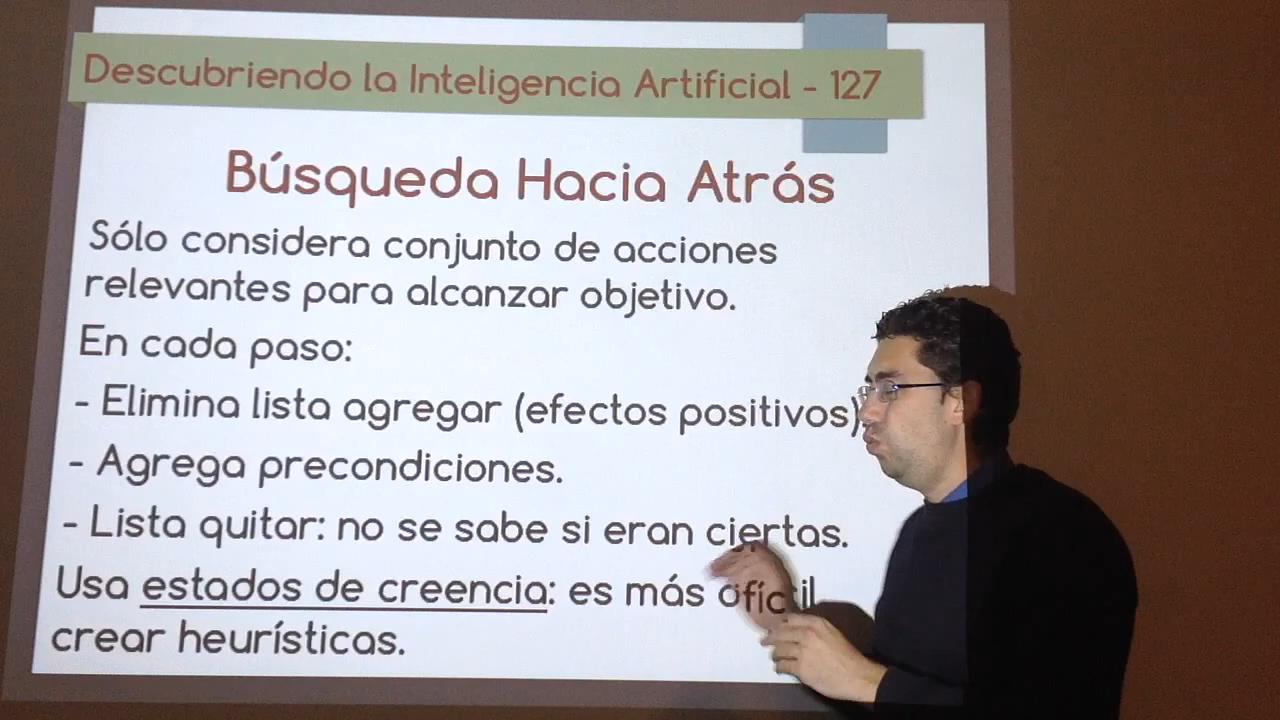 Descubriendo la Inteligencia Artificial - 127
Búsqueda Hacia Atrás
Sólo considera conjunto de acciones
relevantes para alcanzar objetivo.
En cada paso:
- Elimina lista agregar (efectos positivos)
- Agrega precondiciones.
- Lista quitar: no se sabe si eran ciertas.
Usa estados de creencia: es más difícil
crear heurísticas.